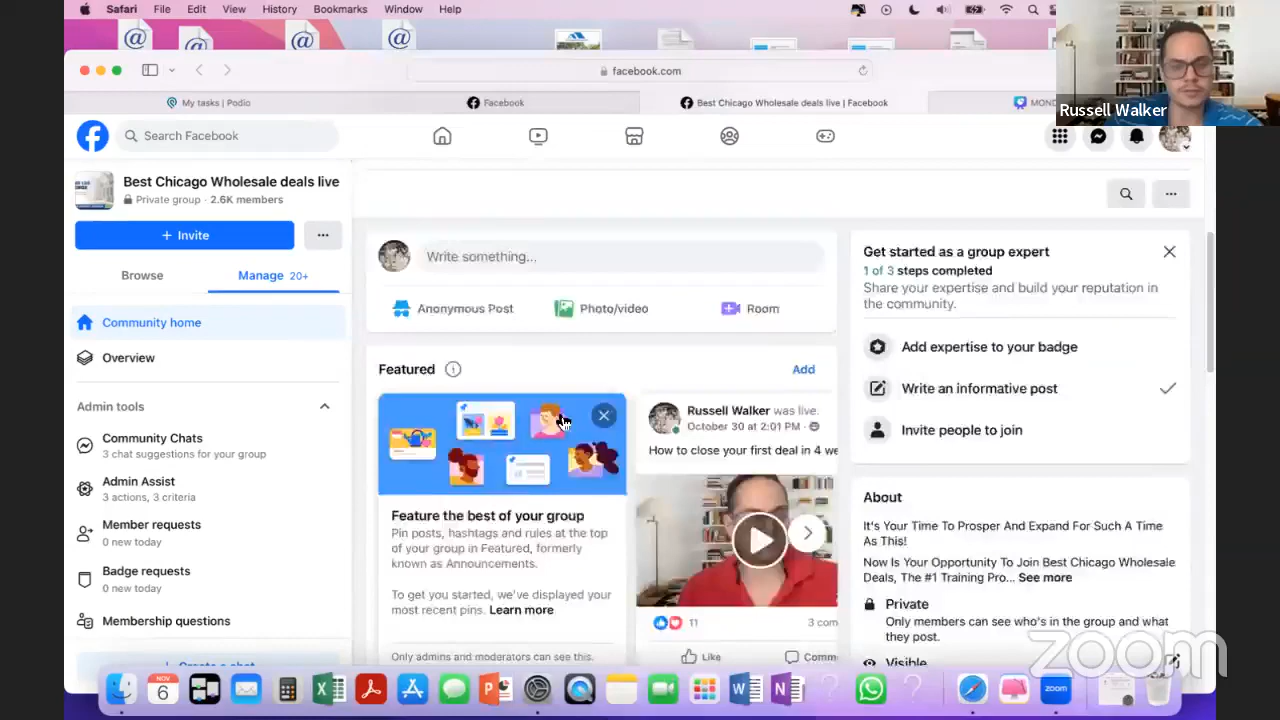 Safari File Edit View History Bookmarks Window Help
facebook.com
My tasks | Podio
Facebook
Best Chicago Wholesale deals live | Facebook
MOND
Russell Walker
Search Facebook
Best Chicago Wholesale deals live
Private group · 2.6K members
+ Invite
Browse
Manage 20+
Community home
Overview
Admin tools
Community Chats
3 chat suggestions for your group
Admin Assist
3 actions, 3 criteria
Member requests
0 new today
Badge requests
0 new today
Membership questions
Create a chat
Write something...
Anonymous Post
Photo/video
Room
Featured
Add
Feature the best of your group
Pin posts, hashtags and rules at the top
of your group in Featured, formerly
known as Announcements.
To get you started, we've displayed your
most recent pins. Learn more
Only admins and moderators can see this.
Russell Walker was live.
October 30 at 2:01 PM ·
How to close your first deal in 4 we
11
3 com
Like
Comm
Get started as a group expert
1 of 3 steps completed
Share your expertise and build your reputation in
the community.
Add expertise to your badge
Write an informative post
Invite people to join
About
It's Your Time To Prosper And Expand For Such A Time
As This!
Now Is Your Opportunity To Join Best Chicago Wholesale
Deals, The #1 Training Pro... See more
Private
Only members can see who's in the group and what
they post.
Visible
zoom
NOV
6
zoom